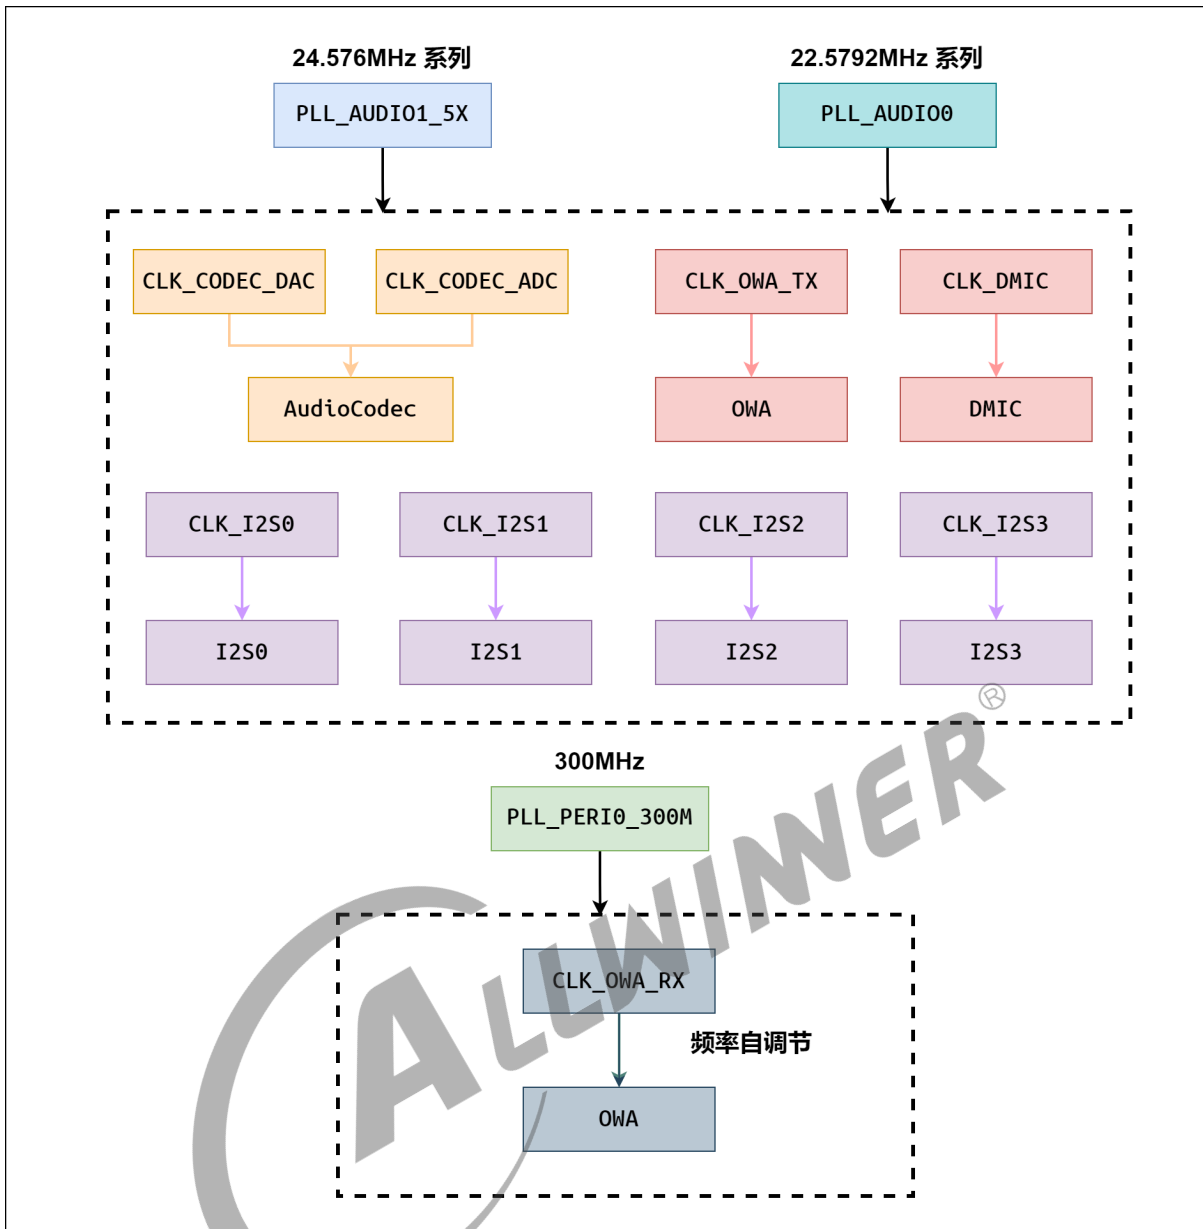 24.576MHz 系列
22.5792MHz 系列
PLL_AUDIO1_5X
PLL_AUDIO0
CLK_CODEC_DAC
CLK_CODEC_ADC
CLK_OWA_TX
CLK_DMIC
AudioCodec
OWA
DMIC
CLK_I2S0
CLK_I2S1
CLK_I2S2
CLK_I2S3
I2S0
I2S1
I2S2
I2S3
300MHz
PLL_PERI0_300M
CLK_OWA_RX
频率自调节
OWA
ALLWINNER®